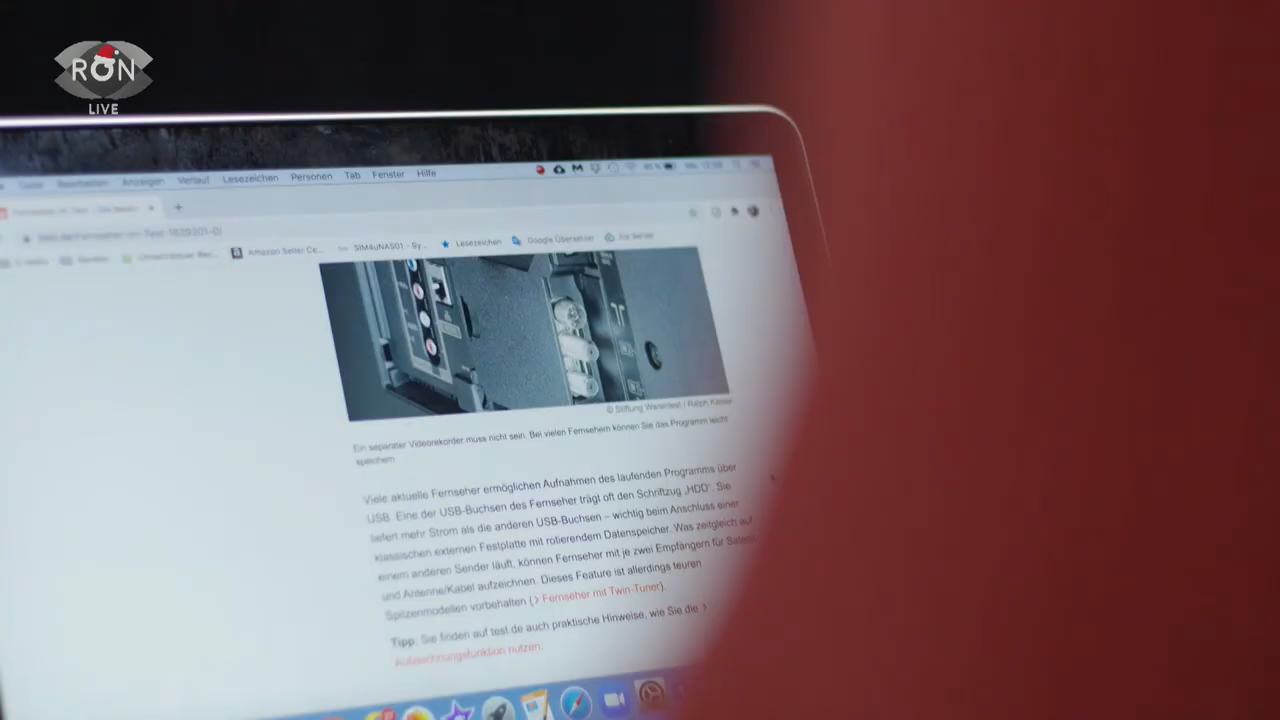 RON
LIVE
Bearbeiten Anzeigen Verlauf Lesezeichen Personen Tab Fenster Hilfe
Amazon Seller Ce... SIM4uNAS01 - Sy... Lesezeichen Google Übersetzer
© Stiftung Warentest / Ralph Kaiser
Ein separater Videorekorder muss nicht sein. Bei vielen Fernsehern können Sie das Programm leicht
speichern
Viele aktuelle Fernseher ermöglichen Aufnahmen des laufenden Programms über
USB. Eine der USB-Buchsen des Fernseher trägt oft den Schriftzug „HDD“. Sie
liefert mehr Strom als die anderen USB-Buchsen – wichtig beim Anschluss einer
klassischen externen Festplatte mit rotierendem Datenspeicher. Was zeitgleich auf
einem anderen Sender läuft, können Fernseher mit je zwei Empfängern für
und Antenne/Kabel aufzeichnen. Dieses Feature ist allerdings teuren
Spitzenmodellen vorbehalten (> Fernseher mit Twin-Tuner).
Tipp: Sie finden auf test.de auch praktische Hinweise, wie Sie die >
Aufzeichnungsfunktion nutzen.